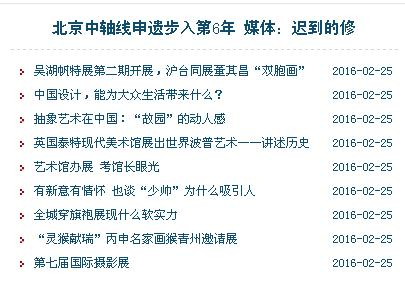 北京中轴线申遗步入第6年 媒体：迟到的修
吴湖帆特展第二期开展，沪台同展董其昌“双胞画” 2016-02-25
中国设计，能为大众生活带来什么？ 2016-02-25
抽象艺术在中国：“故园”的动人感 2016-02-25
英国泰特现代美术馆展出世界波普艺术——讲述历史 2016-02-25
艺术馆办展 考馆长眼光 2016-02-25
有新意有情怀 也谈“少帅”为什么吸引人 2016-02-25
全城穿旗袍展现什么软实力 2016-02-25
“灵猴献瑞”丙申名家画猴青州邀请展 2016-02-25
第七届国际摄影展 2016-02-25